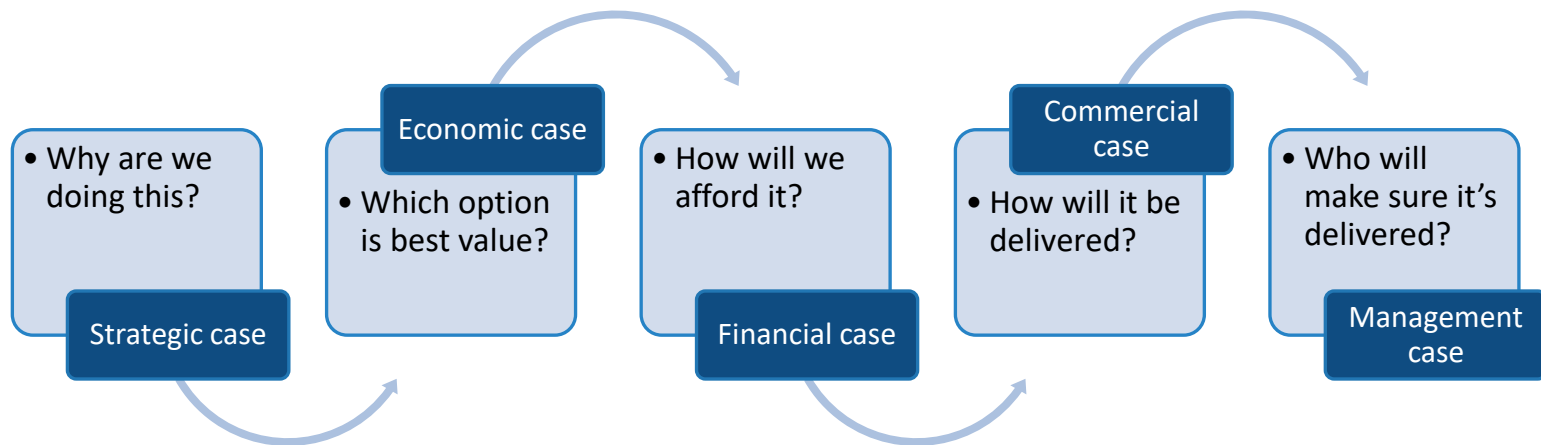 • Why are we
doing this?
Strategic case
Economic case
• Which option
is best value?
• How will we
afford it?
Financial case
Commercial
case
• How will it be
delivered?
• Who will
make sure it’s
delivered?
Management
case